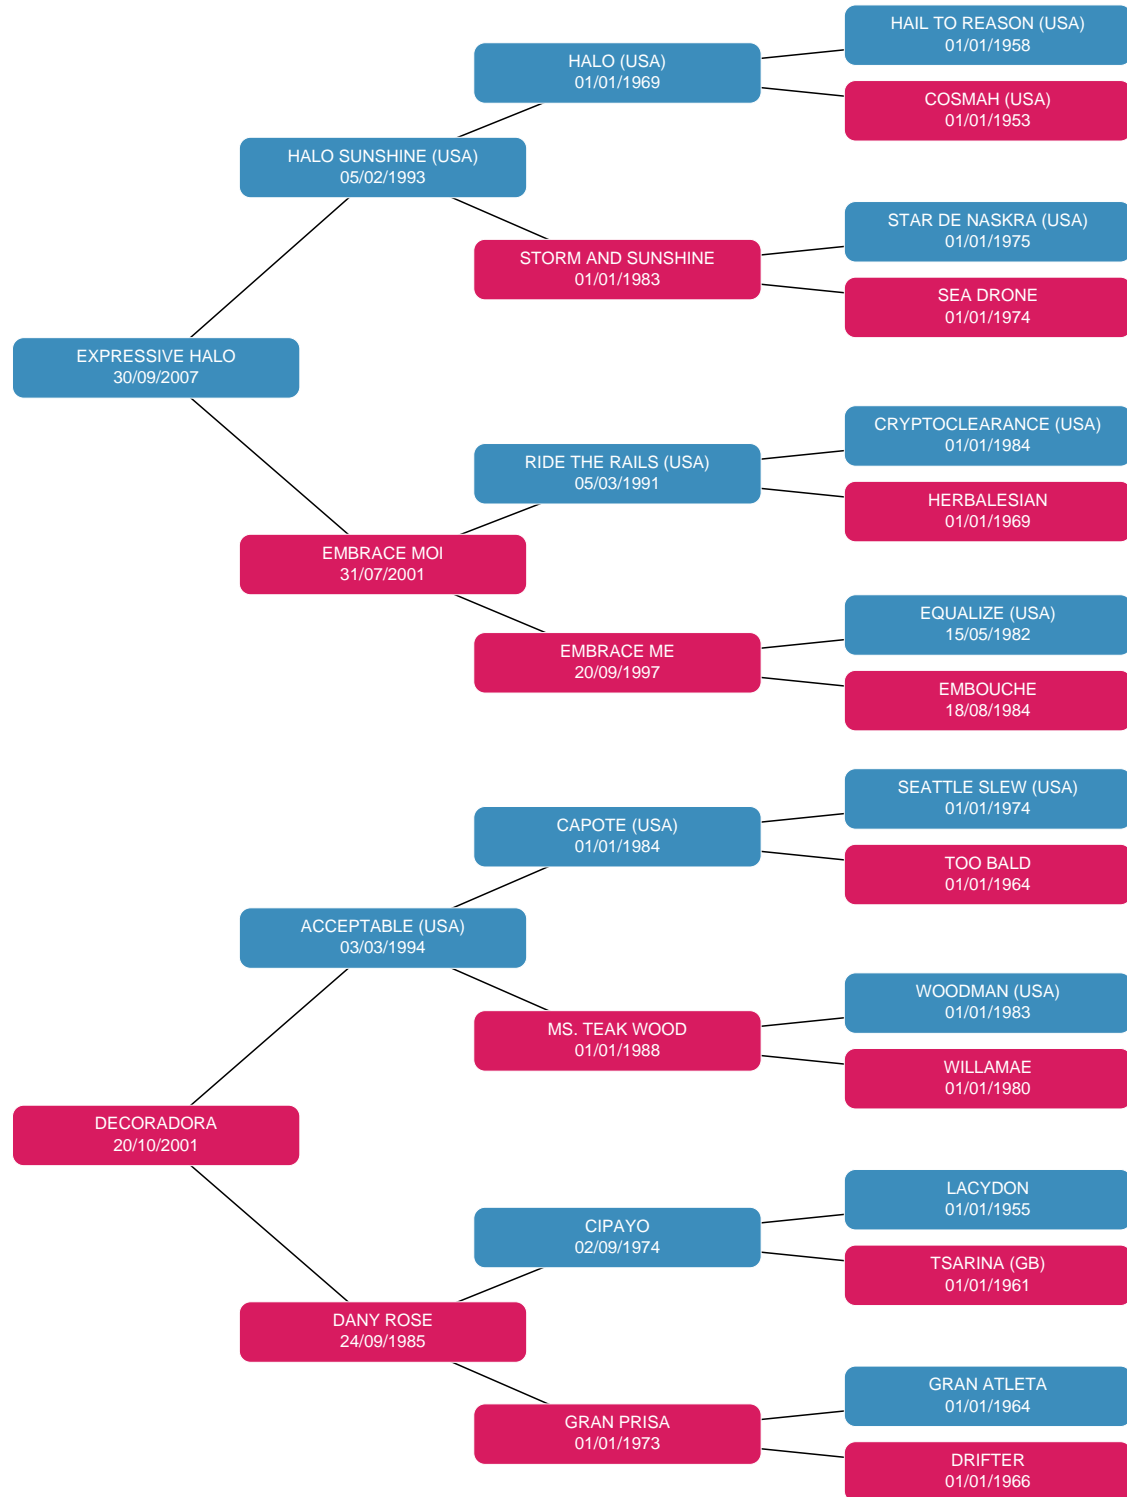 HAIL TO REASON (USA)
01/01/1958
HALO (USA)
01/01/1969
COSMAH (USA)
01/01/1953
HALO SUNSHINE (USA)
05/02/1993
STAR DE NASKRA (USA)
01/01/1975
STORM AND SUNSHINE
01/01/1983
SEA DRONE
01/01/1974
EXPRESSIVE HALO
30/09/2007
CRYPTOCLEARANCE (USA)
01/01/1984
RIDE THE RAILS (USA)
05/03/1991
HERBALESIAN
01/01/1969
EMBRACE MOI
31/07/2001
EQUALIZE (USA)
15/05/1982
EMBRACE ME
20/09/1997
EMBOUCHE
18/08/1984
SEATTLE SLEW (USA)
01/01/1974
CAPOTE (USA)
01/01/1984
TOO BALD
01/01/1964
ACCEPTABLE (USA)
03/03/1994
WOODMAN (USA)
01/01/1983
MS. TEAK WOOD
01/01/1988
WILLAMAE
01/01/1980
DECORADORA
20/10/2001
LACYDON
01/01/1955
CIPAYO
02/09/1974
TSARINA (GB)
01/01/1961
DANY ROSE
24/09/1985
GRAN ATLETA
01/01/1964
GRAN PRISA
01/01/1973
DRIFTER
01/01/1966